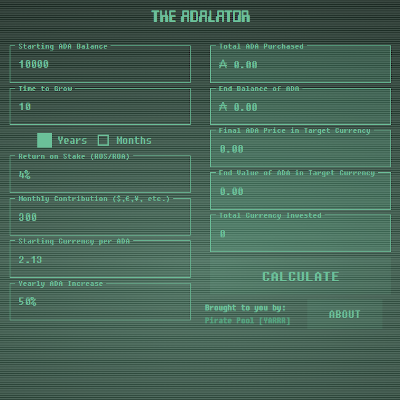 THE ADALATOR
Starting ADA Balance
10000
Time to Grow
10
Years
Months
Return on Stake (ROS/ROA)
4%
Monthly Contribution ($,€,¥, etc.)
300
Starting Currency per ADA
2.13
Yearly ADA Increase
50%
Total ADA Purchased
₳ 0.00
End Balance of ADA
₳ 0.00
Final ADA Price in Target Currency
0.00
End Value of ADA in Target Currency
0.00
Total Currency Invested
0
CALCULATE
Brought to you by:
Pirate Pool [YARRR]
ABOUT